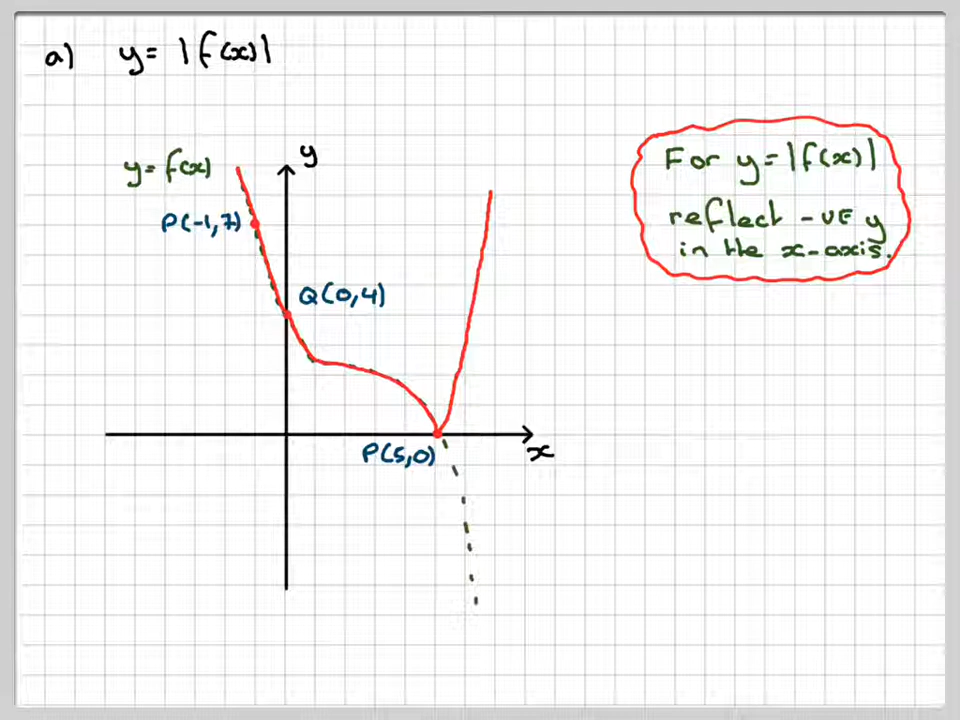 a) y = |f(x)|
y = f(x)
y
P(-1,7)
Q(0,4)
P(5,0)
x
For y = |f(x)|
reflect -ve y
in the x-axis.